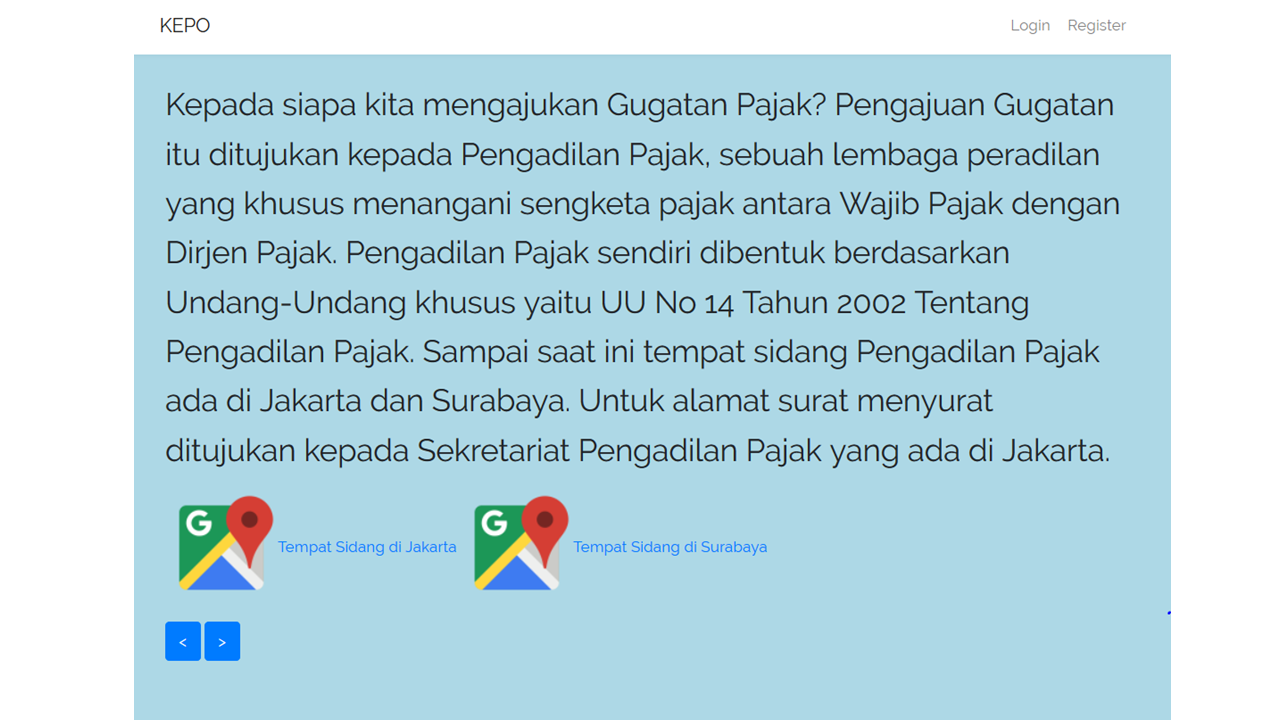 KEPO
Login Register
Kepada siapa kita mengajukan Gugatan Pajak? Pengajuan Gugatan
itu ditujukan kepada Pengadilan Pajak, sebuah lembaga peradilan
yang khusus menangani sengketa pajak antara Wajib Pajak dengan
Dirjen Pajak. Pengadilan Pajak sendiri dibentuk berdasarkan
Undang-Undang khusus yaitu UU No 14 Tahun 2002 Tentang
Pengadilan Pajak. Sampai saat ini tempat sidang Pengadilan Pajak
ada di Jakarta dan Surabaya. Untuk alamat surat menyurat
ditujukan kepada Sekretariat Pengadilan Pajak yang ada di Jakarta.
G Tempat Sidang di Jakarta G Tempat Sidang di Surabaya
< >